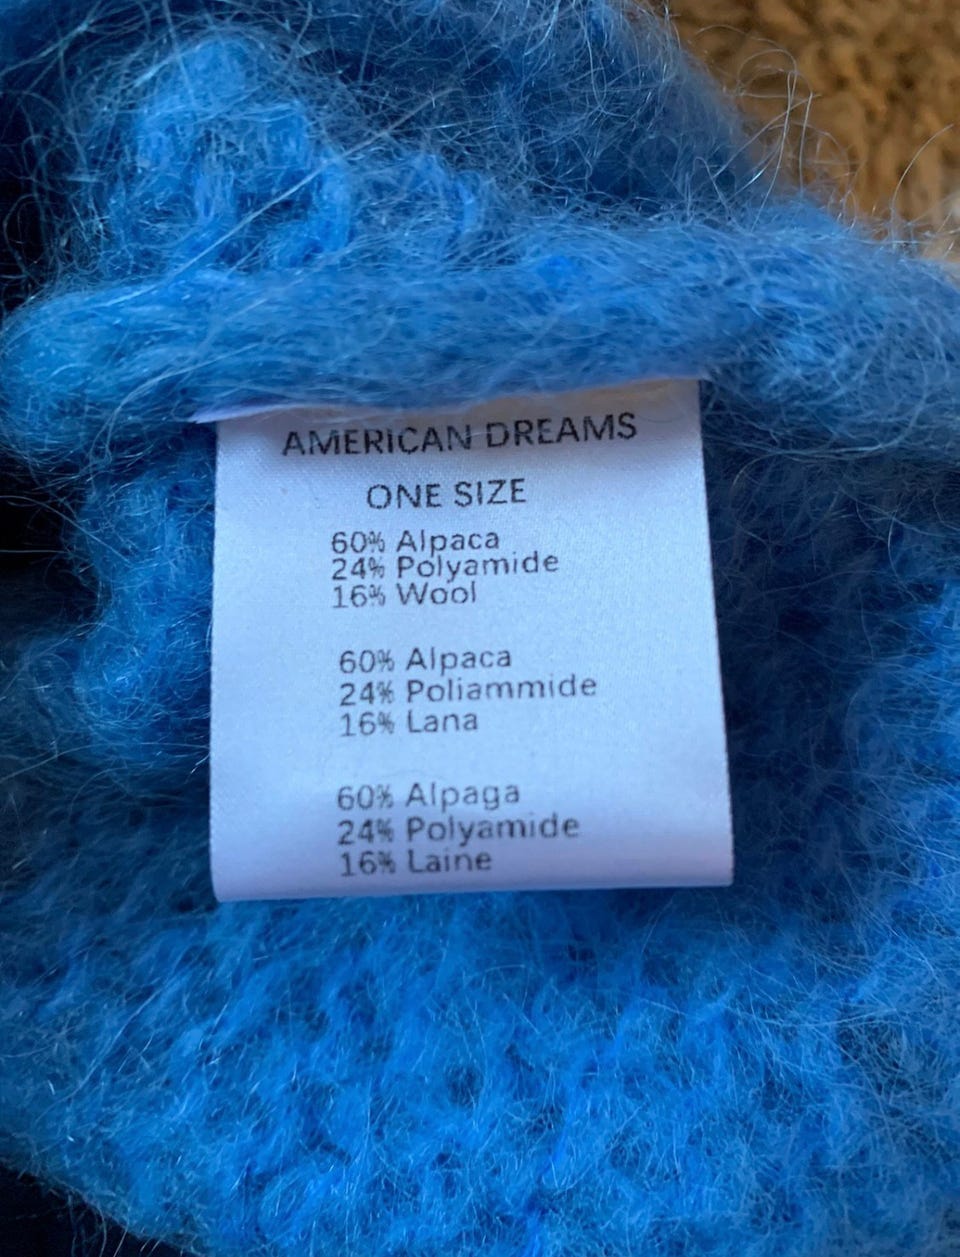 AMERICAN DREAMS
ONE SIZE
60% Alpaca
24% Polyamide
16% Wool
60% Alpaca
24% Poliammide
16% Lana
60% Alpaga
24% Polyamide
16% Laine